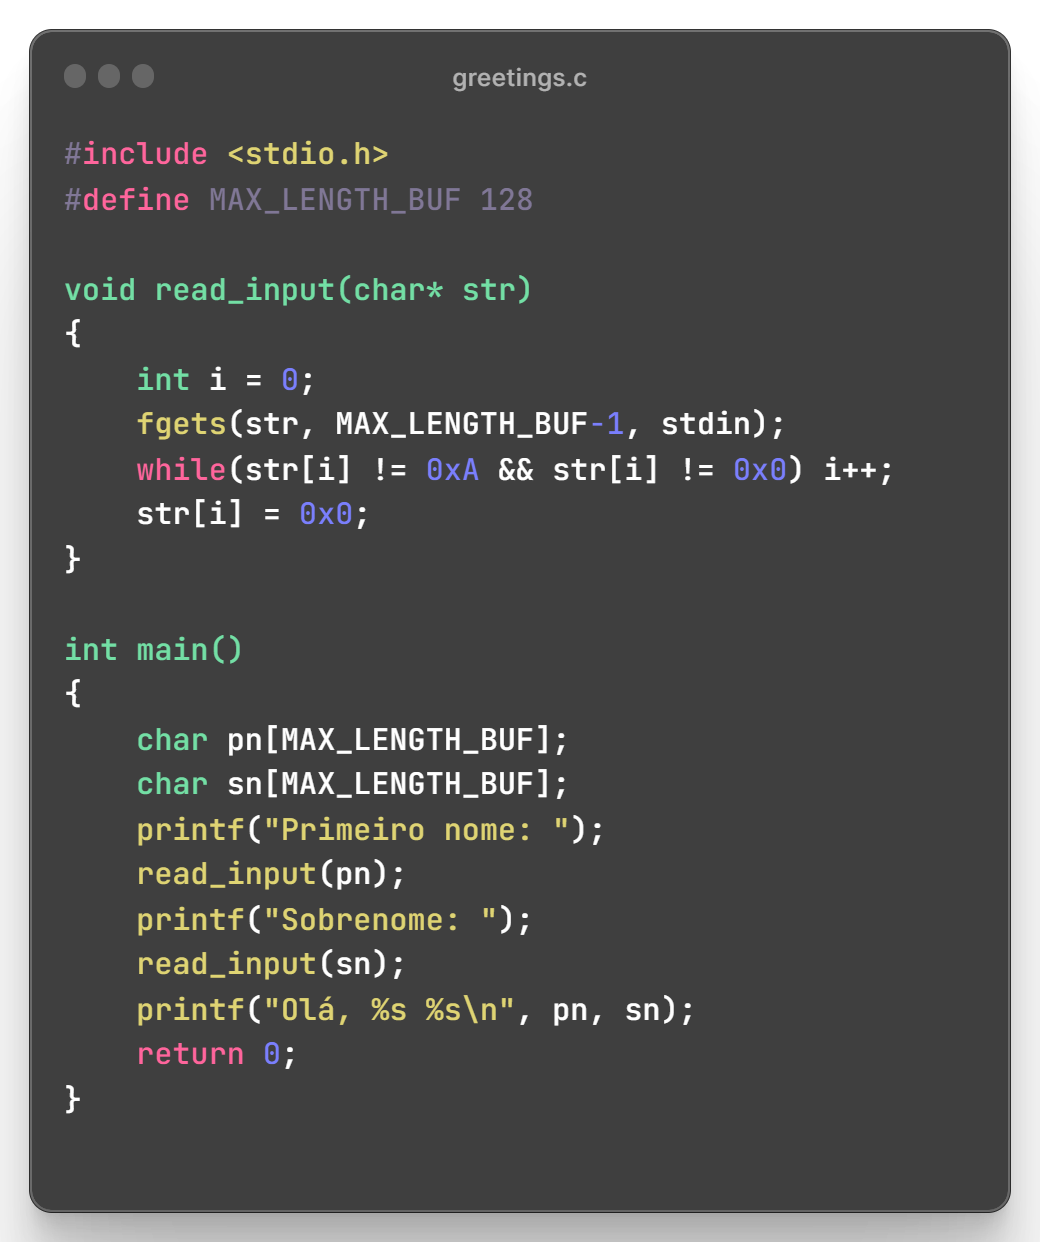 greetings.c
#include <stdio.h>
#define MAX_LENGTH_BUF 128
void read_input(char* str)
{
    int i = 0;
    fgets(str, MAX_LENGTH_BUF-1, stdin);
    while(str[i] != 0xA && str[i] != 0x0) i++;
    str[i] = 0x0;
}
int main()
{
    char pn[MAX_LENGTH_BUF];
    char sn[MAX_LENGTH_BUF];
    printf("Primeiro nome: ");
    read_input(pn);
    printf("Sobrenome: ");
    read_input(sn);
    printf("Olá, %s %s\n", pn, sn);
    return 0;
}